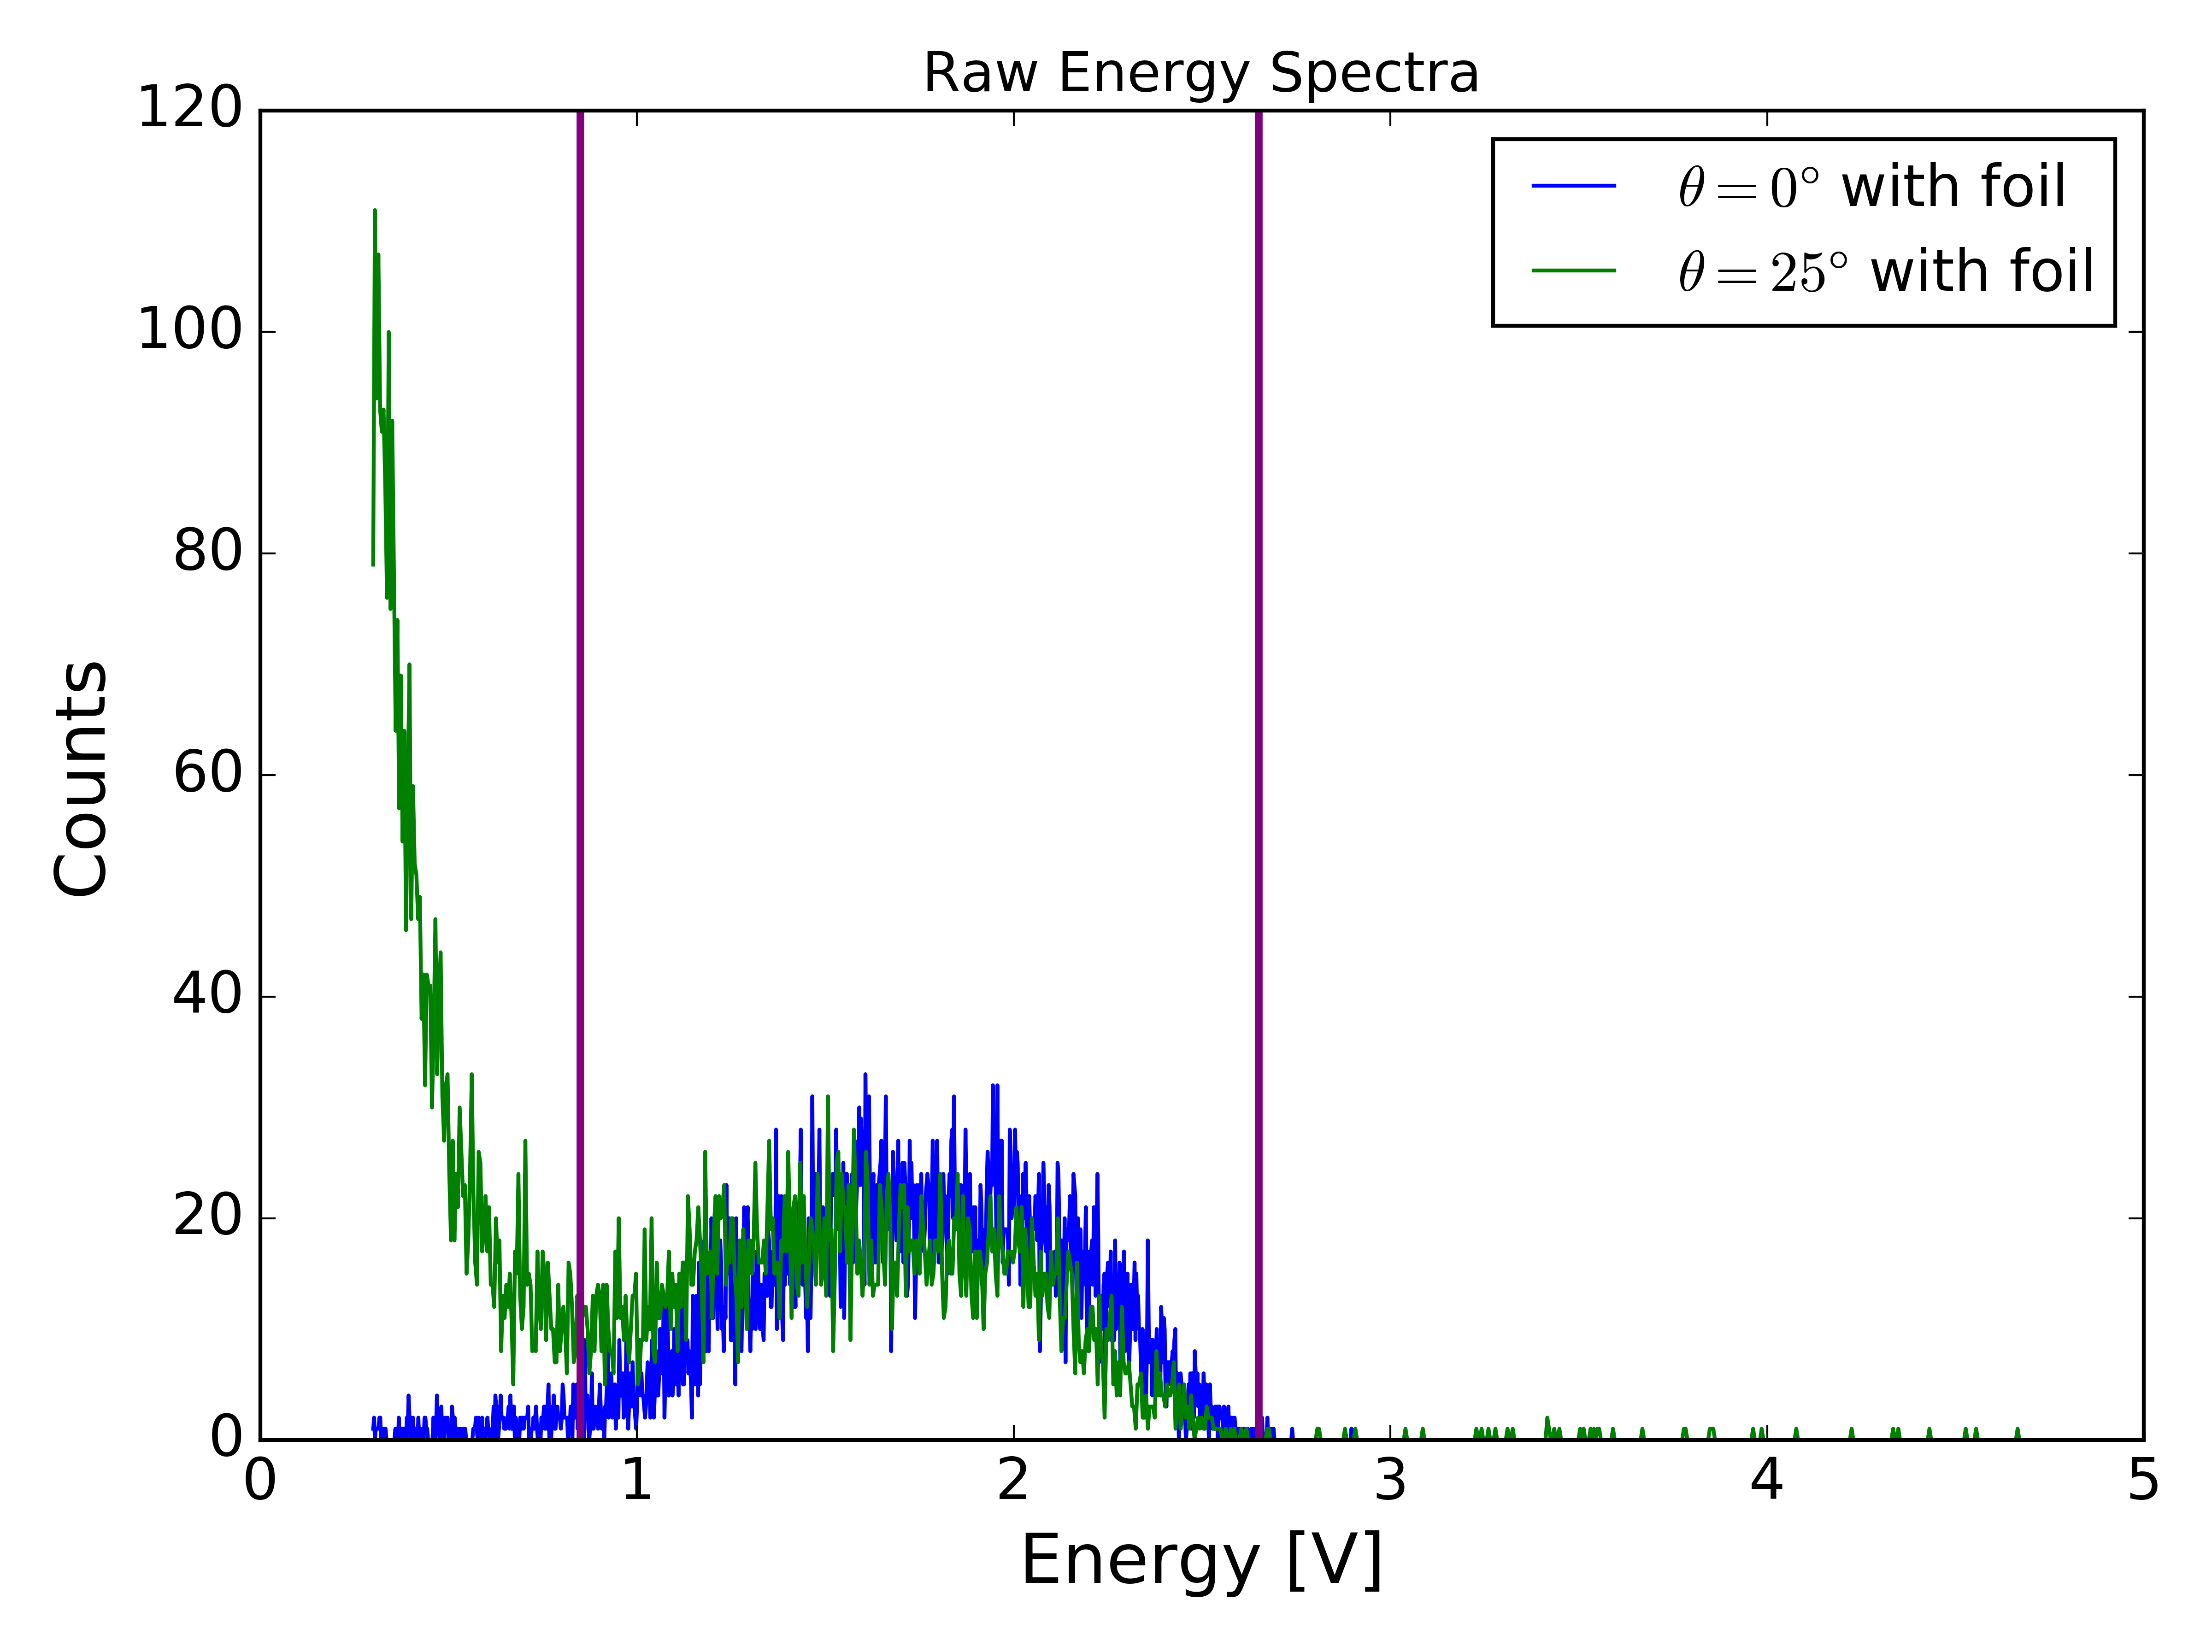 Raw Energy Spectra
120
100
80
60
40
20
0
Counts
θ = 0° with foil
θ = 25° with foil
0 1 2 3 4 5
Energy [V]